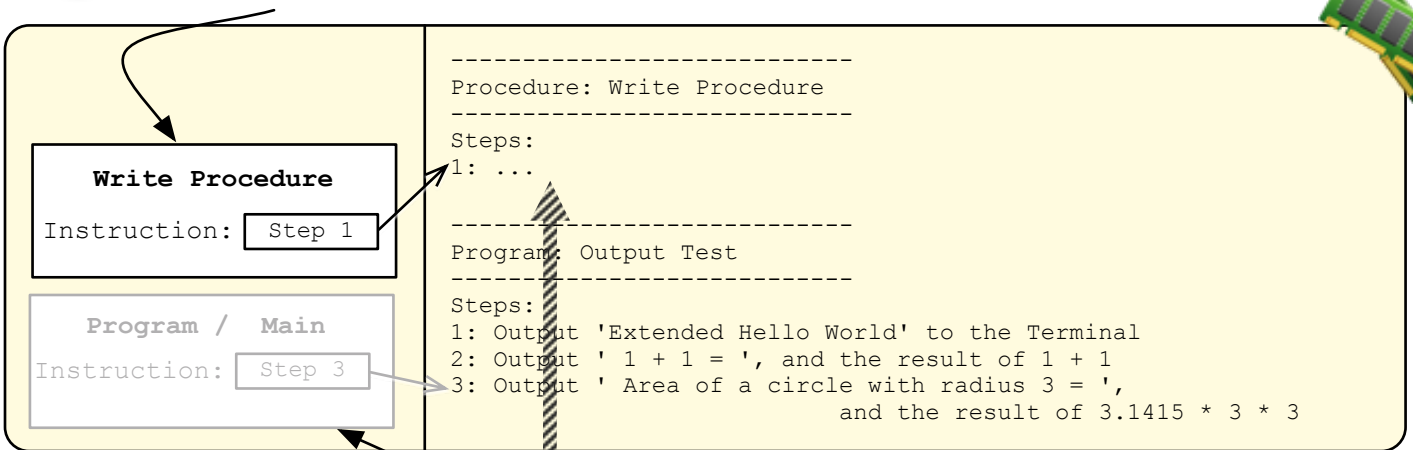 Write Procedure
Instruction: Step 1
Program / Main
Instruction: Step 3
----------------------------
Procedure: Write Procedure
----------------------------
Steps:
1: ...
----------------------------
Program: Output Test
----------------------------
Steps:
1: Output 'Extended Hello World' to the Terminal
2: Output ' 1 + 1 = ', and the result of 1 + 1
3: Output ' Area of a circle with radius 3 = ',
and the result of 3.1415 * 3 * 3